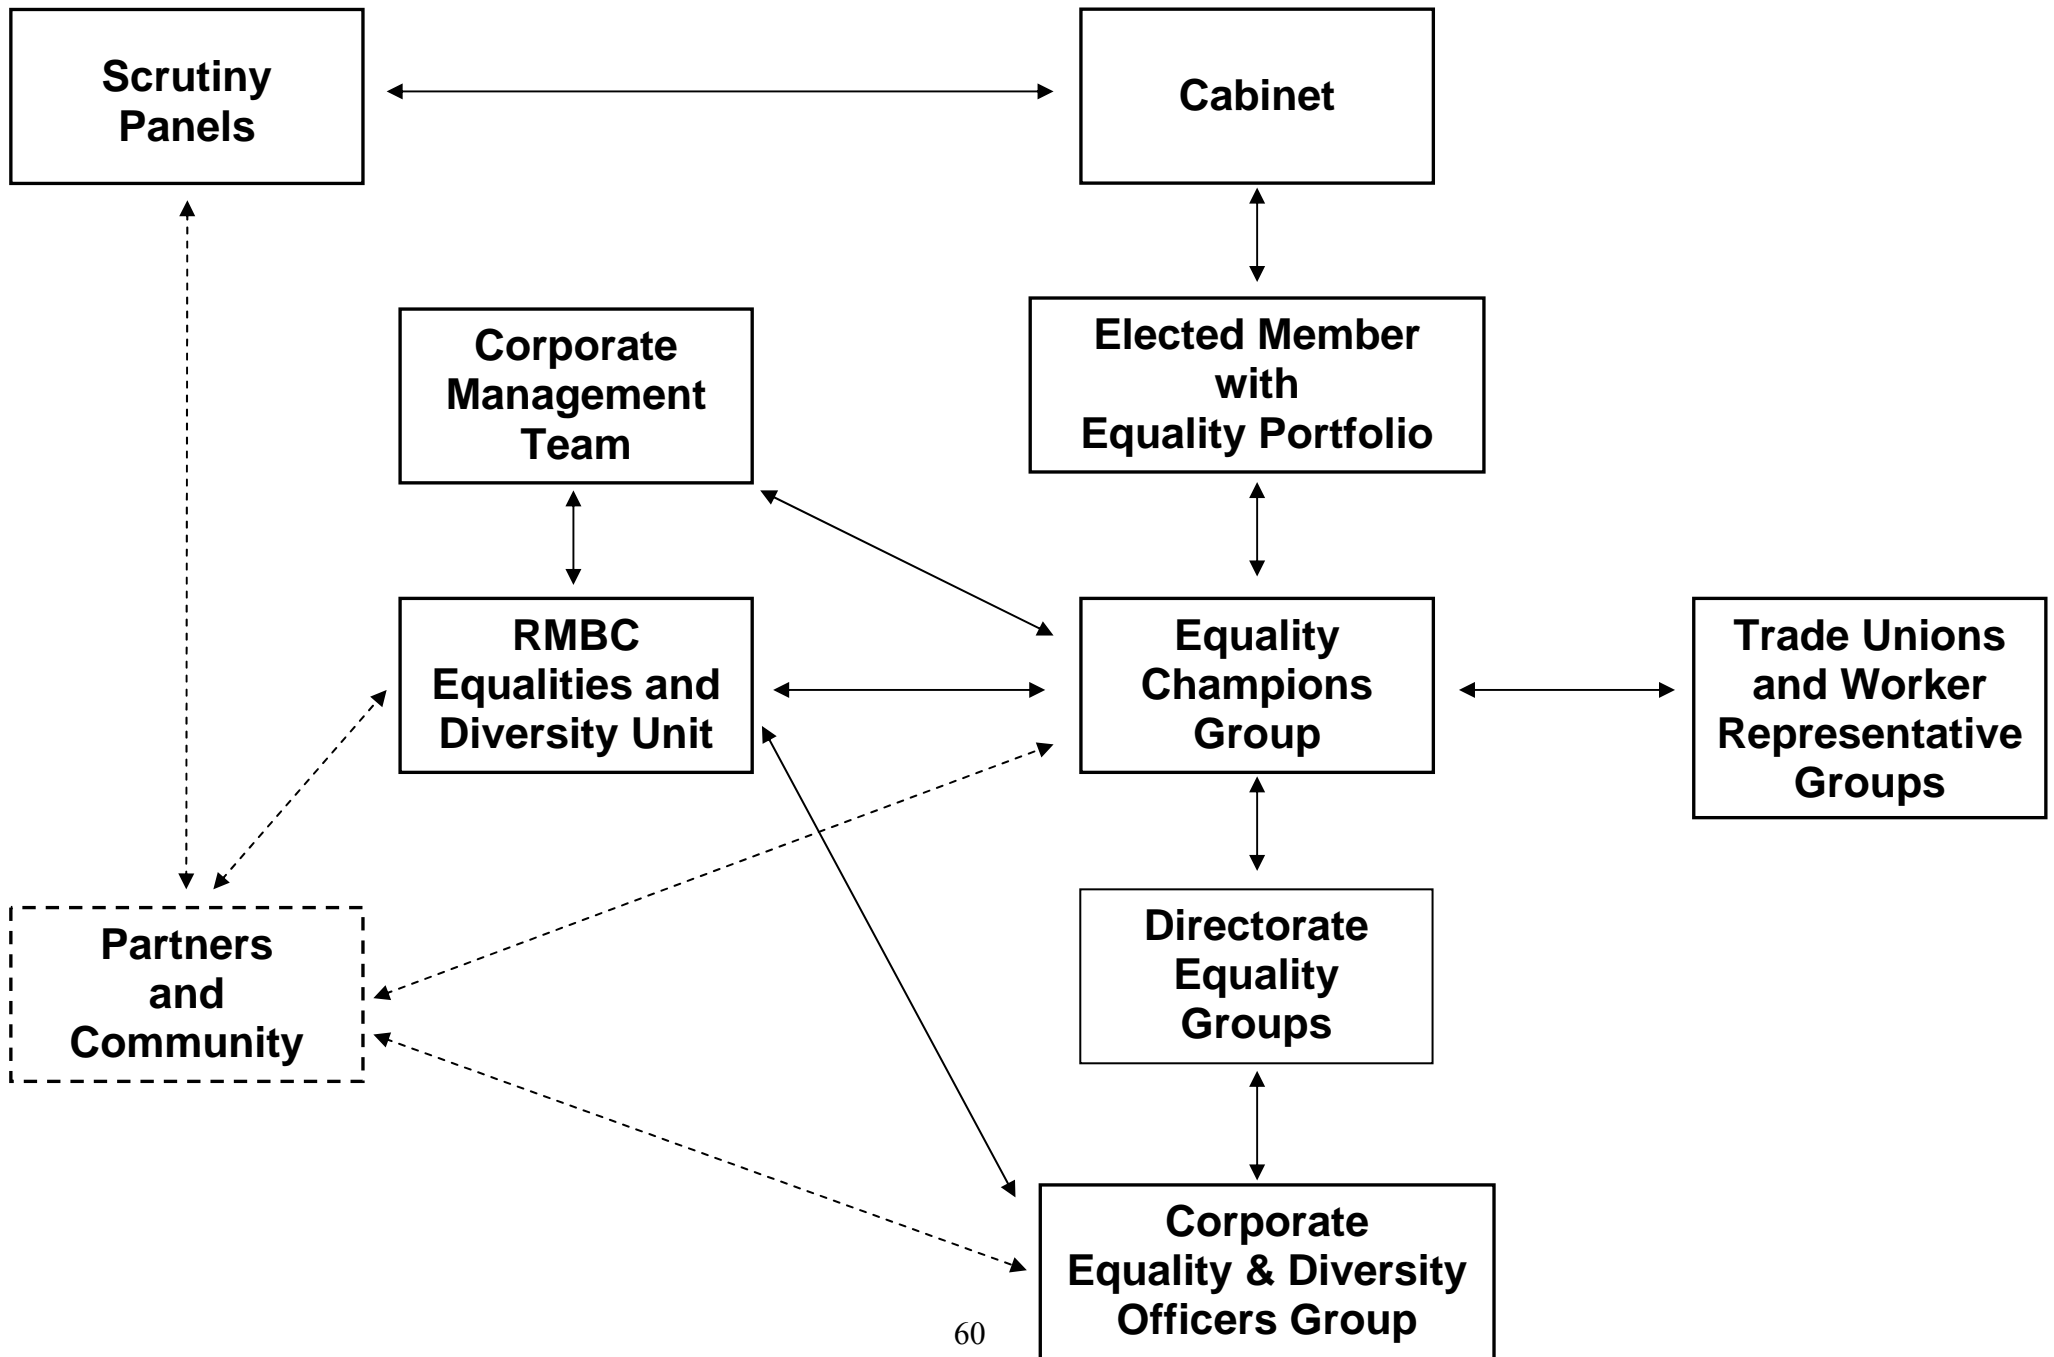 Scrutiny
Panels
Cabinet
Corporate
Management
Team
Elected Member
with
Equality Portfolio
RMBC
Equalities and
Diversity Unit
Equality
Champions
Group
Trade Unions
and Worker
Representative
Groups
Partners
and
Community
Directorate
Equality
Groups
Corporate
Equality & Diversity
Officers Group
60